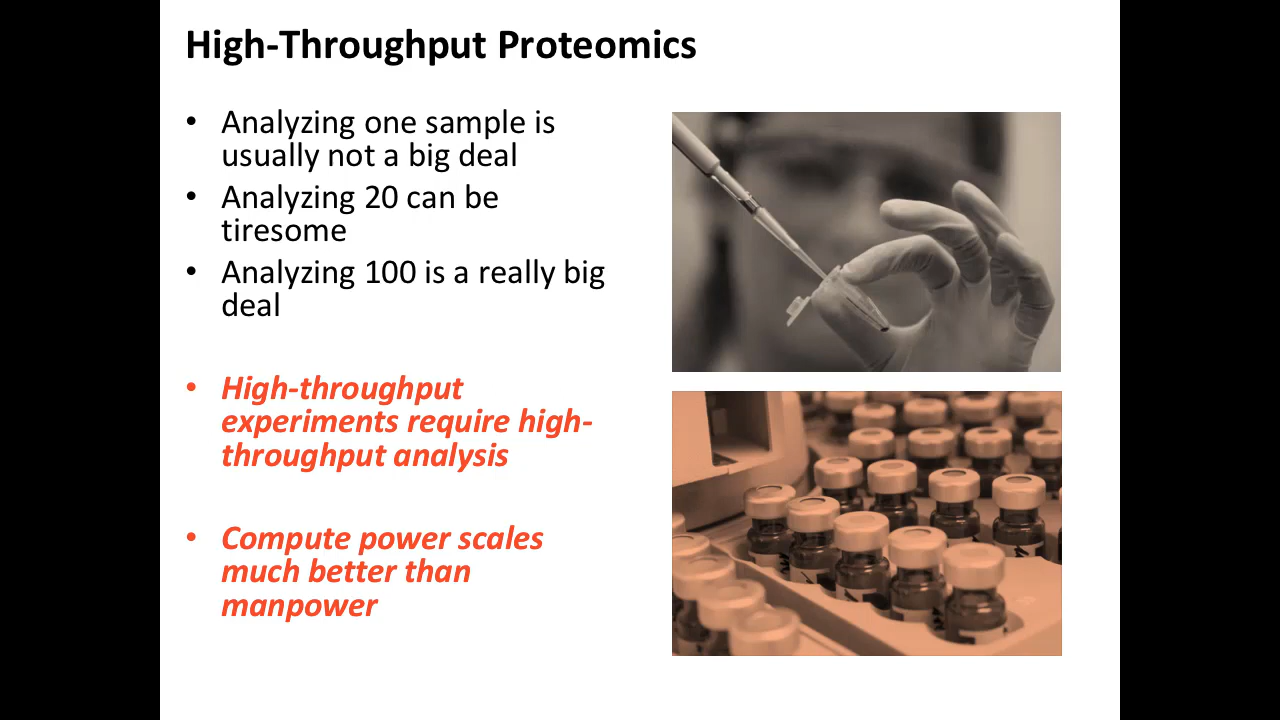 High-Throughput Proteomics
• Analyzing one sample is
usually not a big deal
• Analyzing 20 can be
tiresome
• Analyzing 100 is a really big
deal
• High-throughput
experiments require high-
throughput analysis
• Compute power scales
much better than
manpower